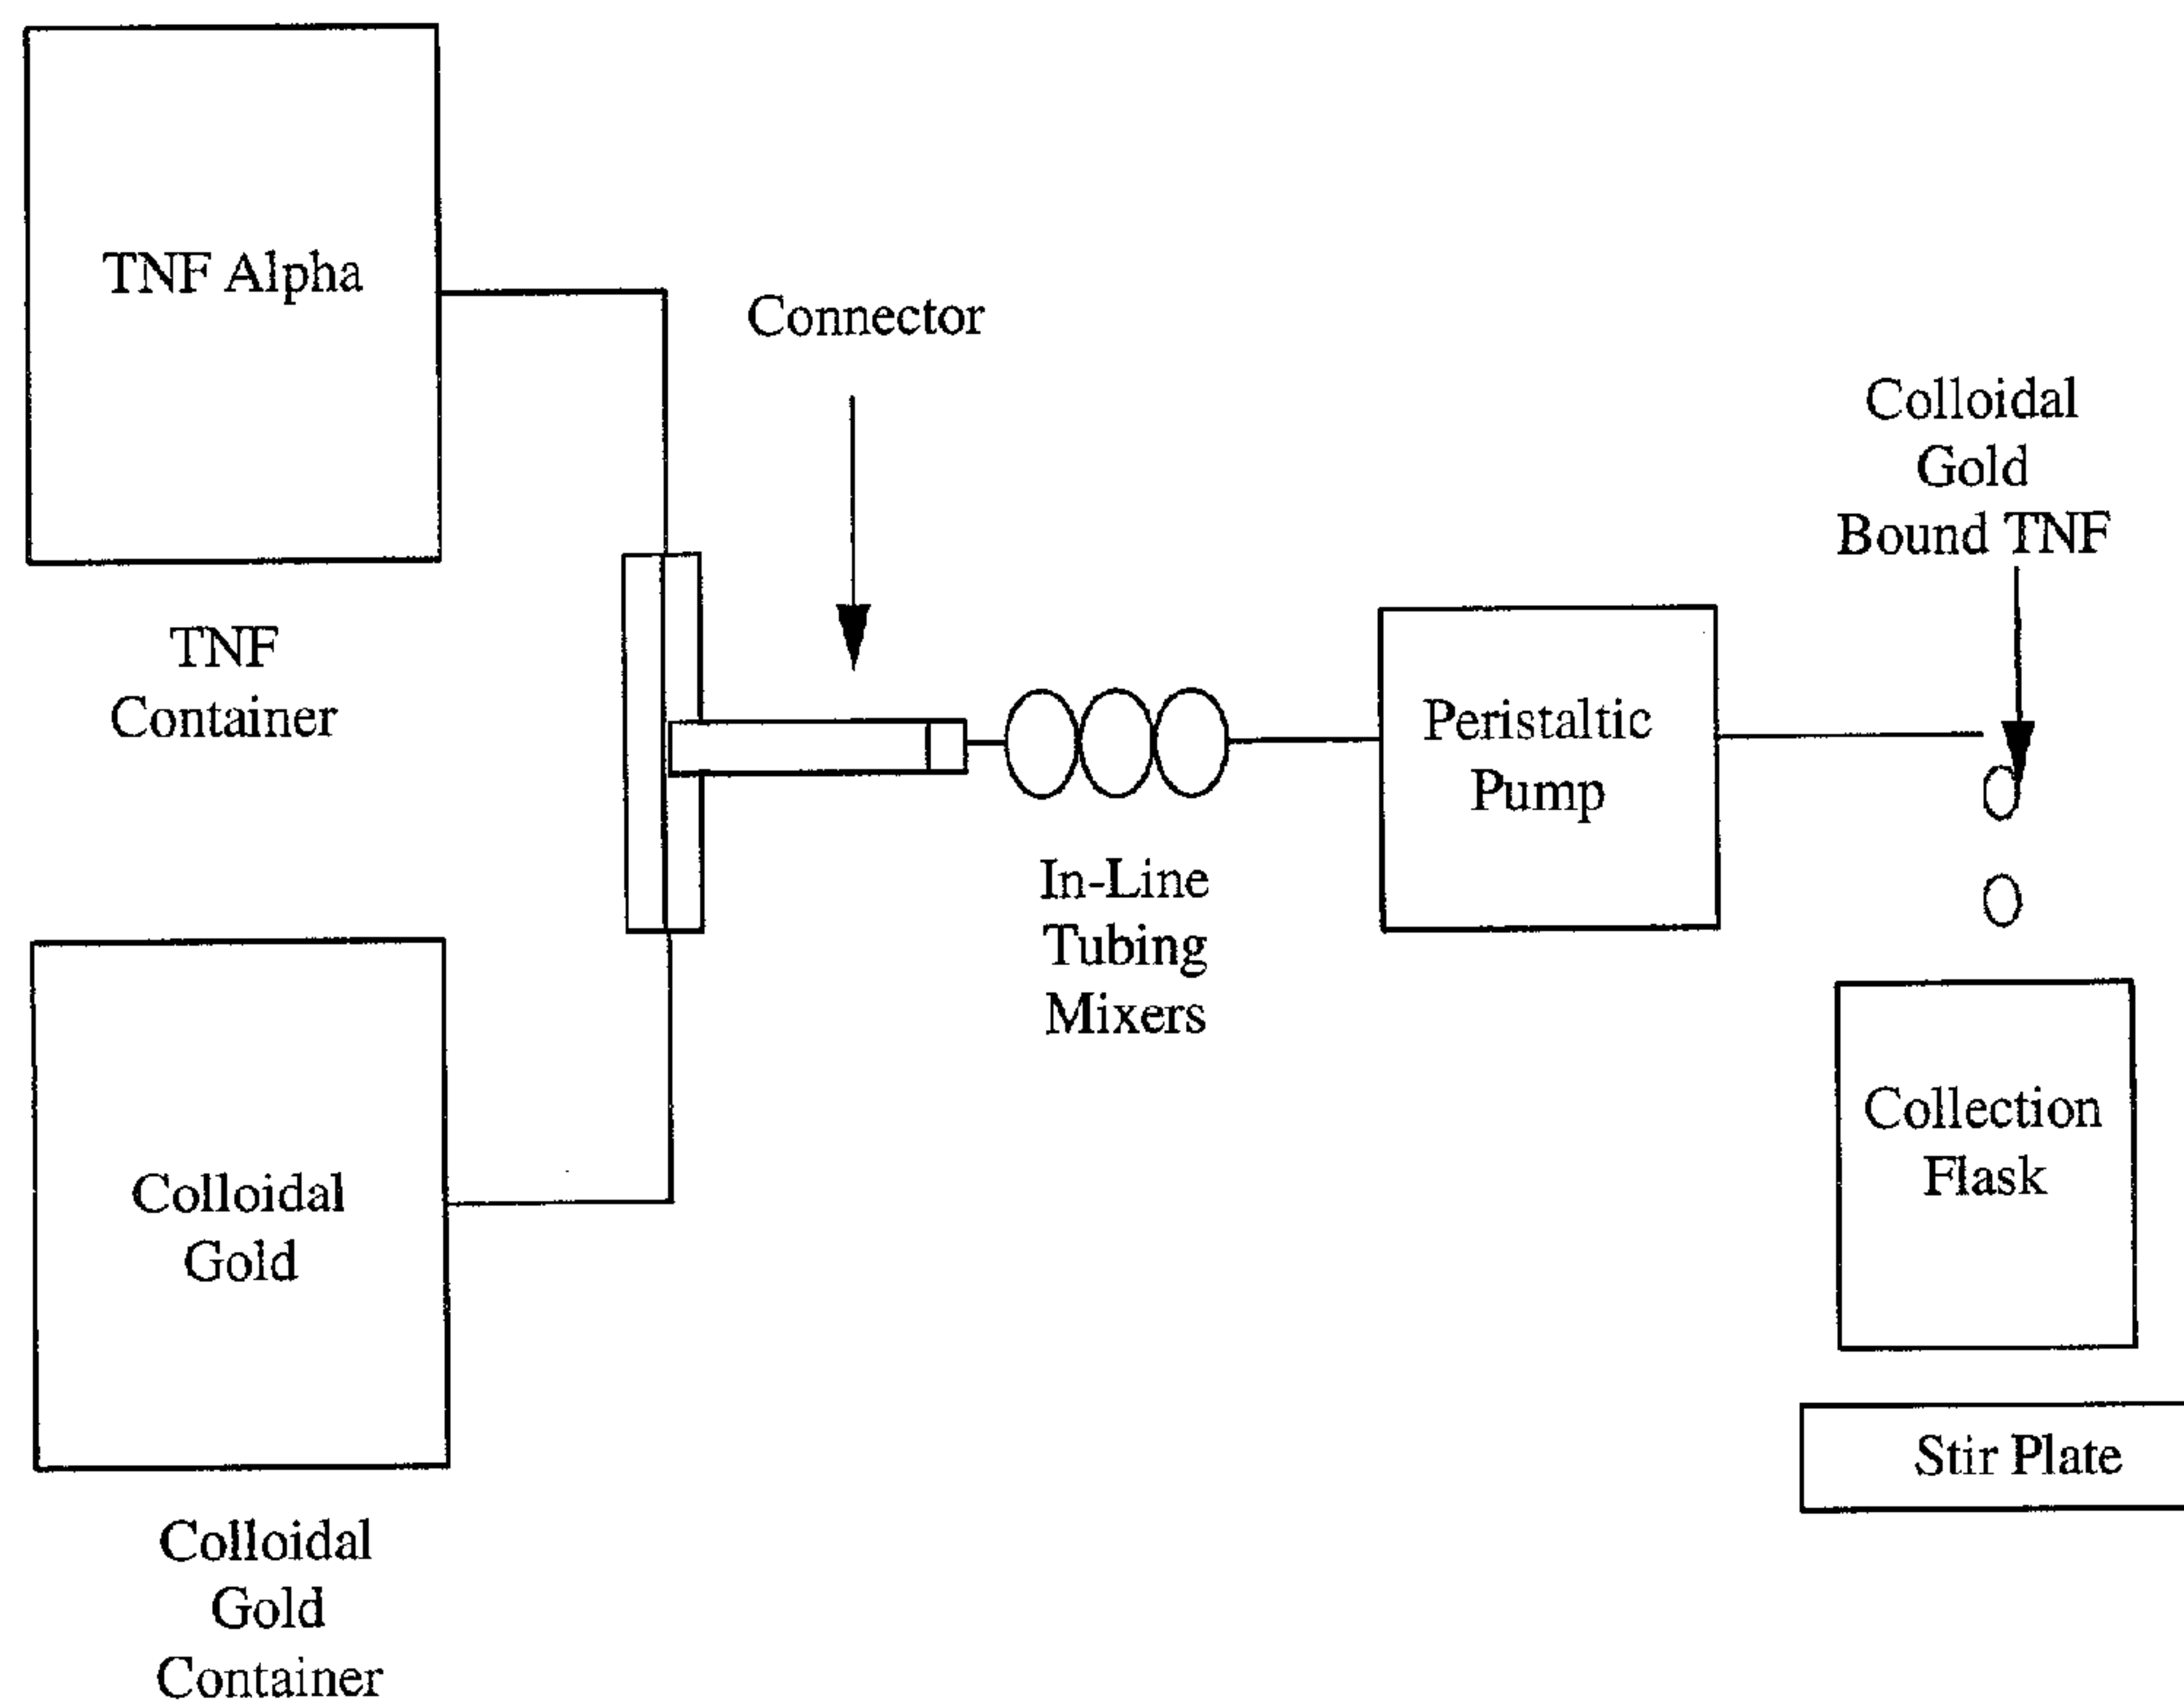 TNF Alpha
TNF
Container
Connector
Colloidal
Gold
Bound TNF
In-Line
Tubing
Mixers
Peristaltic
Pump
Colloidal
Gold
Colloidal
Gold
Container
Collection
Flask
Stir Plate